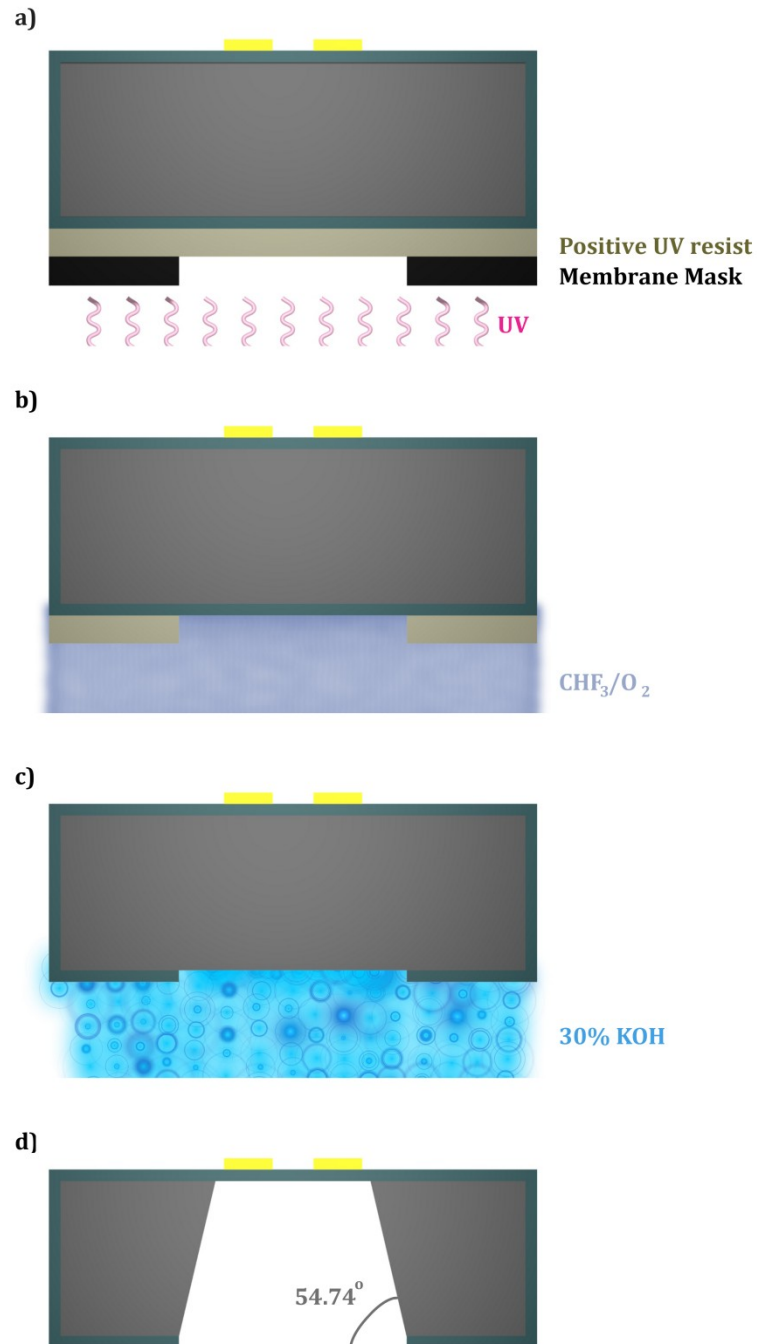 a)
Positive UV resist
Membrane Mask
UV
b)
CHF₃/O₂
c)
30% KOH
d)
54.74°